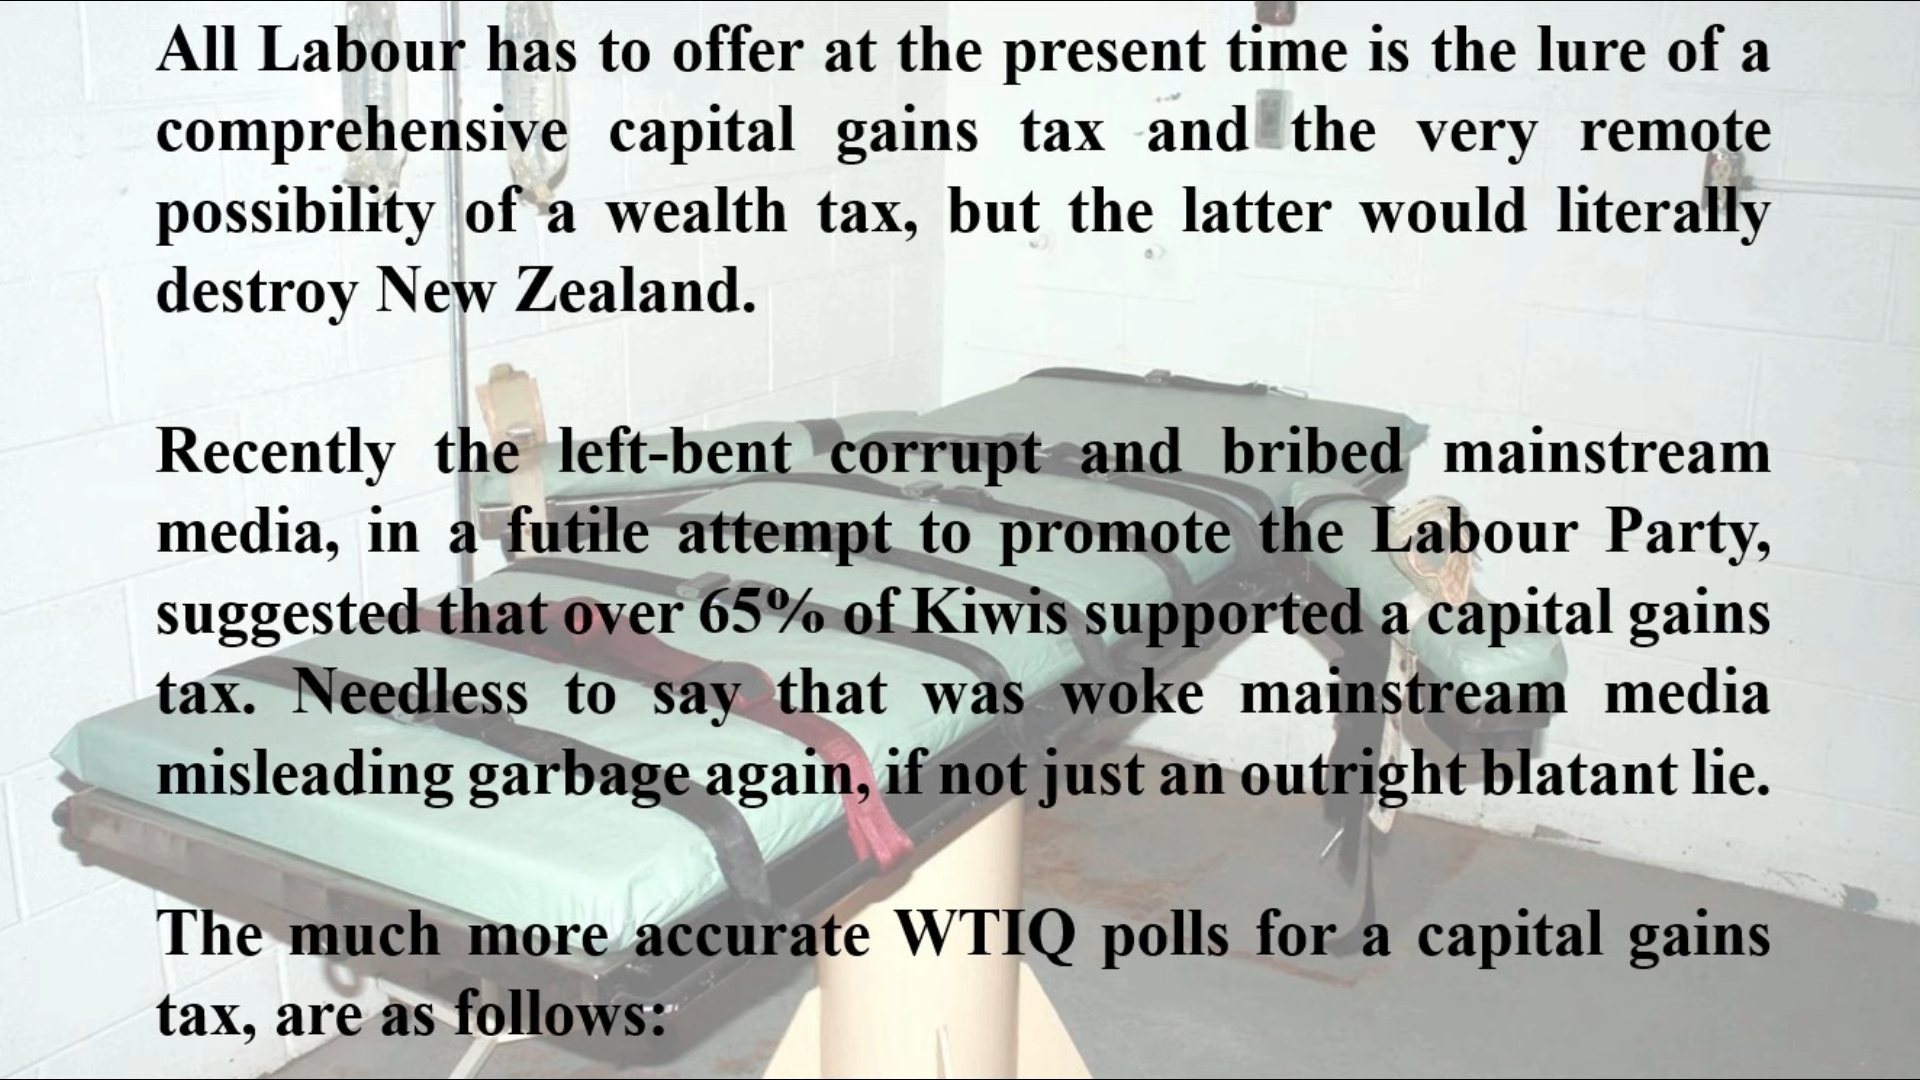 All Labour has to offer at the present time is the lure of a
comprehensive capital gains tax and the very remote
possibility of a wealth tax, but the latter would literally
destroy New Zealand.
Recently the left-bent corrupt and bribed mainstream
media, in a futile attempt to promote the Labour Party,
suggested that over 65% of Kiwis supported a capital gains
tax. Needless to say that was woke mainstream media
misleading garbage again, if not just an outright blatant lie.
The much more accurate WTIQ polls for a capital gains
tax, are as follows: